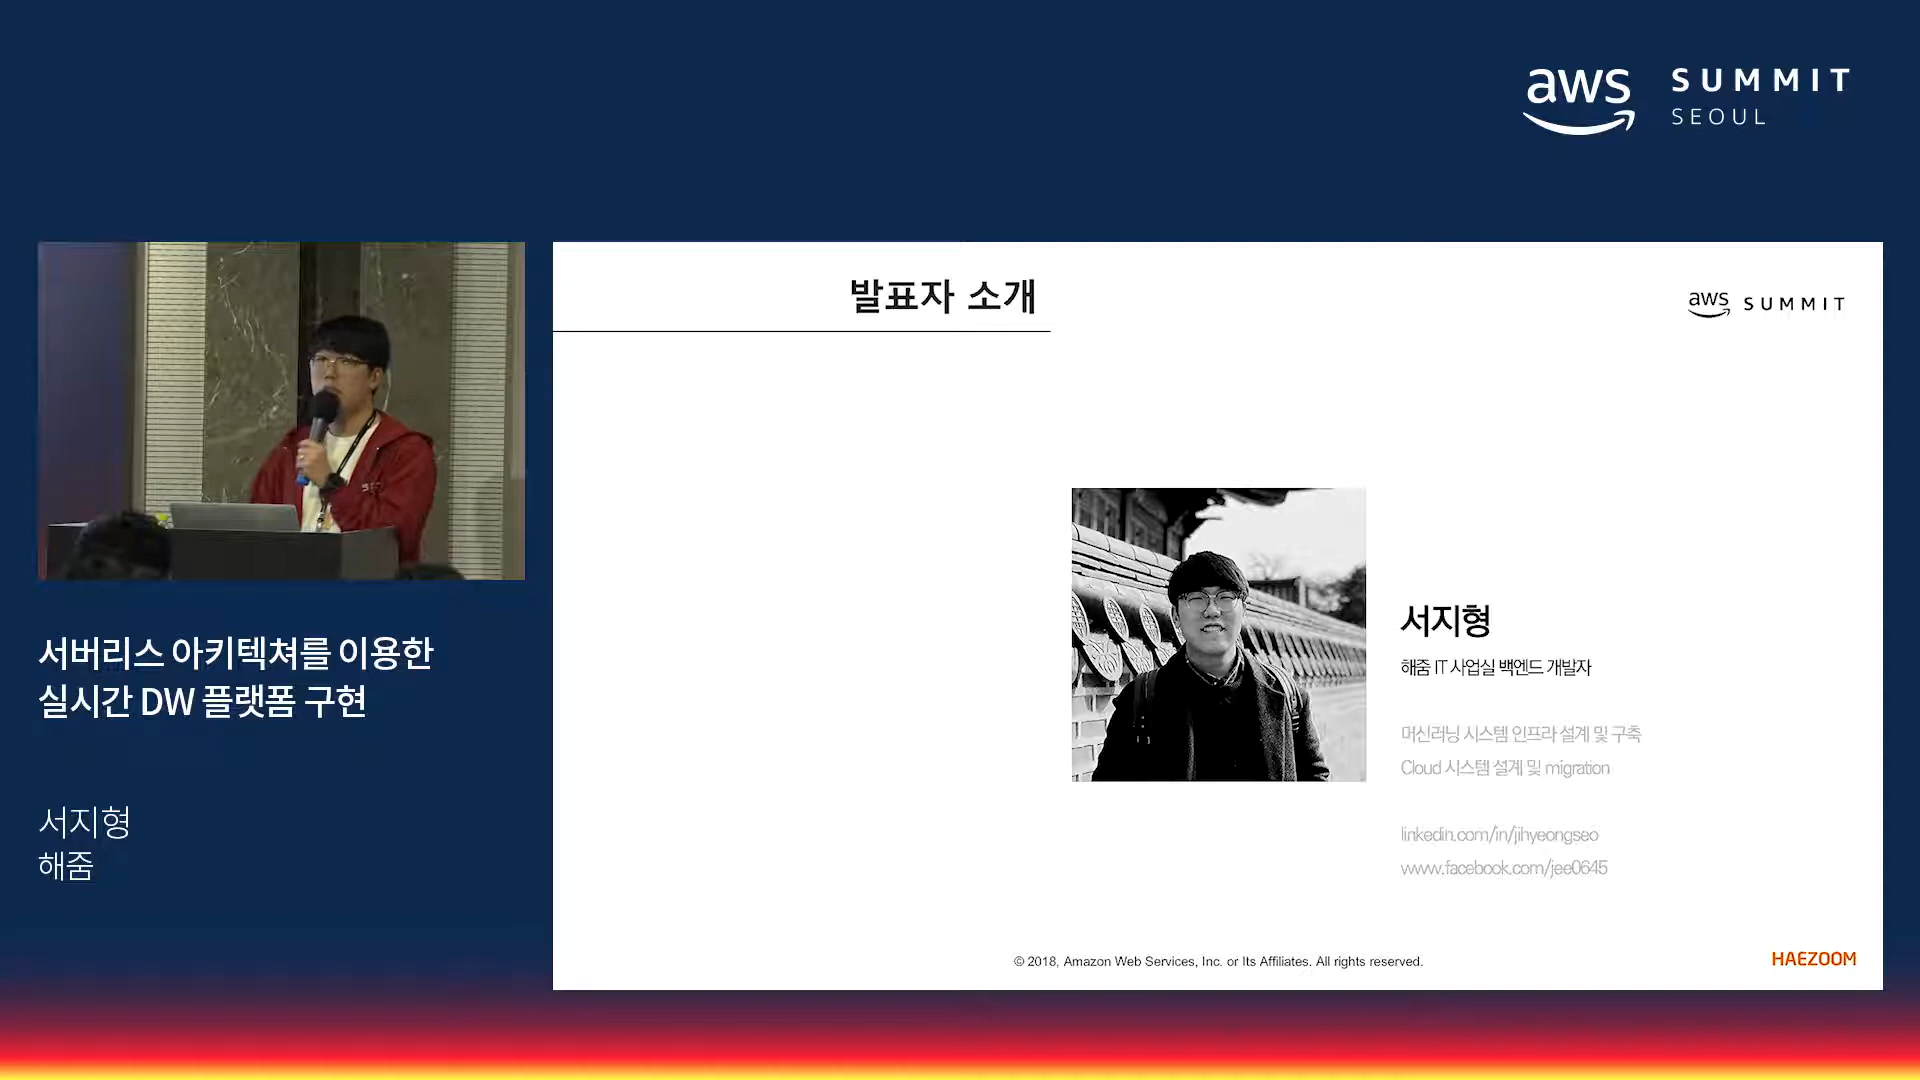 aws SUMMIT
SEOUL
발표자 소개
aws SUMMIT
서지형
해줌 IT 사업실 백엔드 개발자
머신러닝 시스템 인프라 설계 및 구축
Cloud 시스템 설계 및 migration
linkedin.com/in/jihyeongseo
www.facebook.com/jee0645
© 2018, Amazon Web Services, Inc. or Its Affiliates. All rights reserved.
HAEZOOM
서버리스 아키텍쳐를 이용한
실시간 DW 플랫폼 구현
서지형
해줌